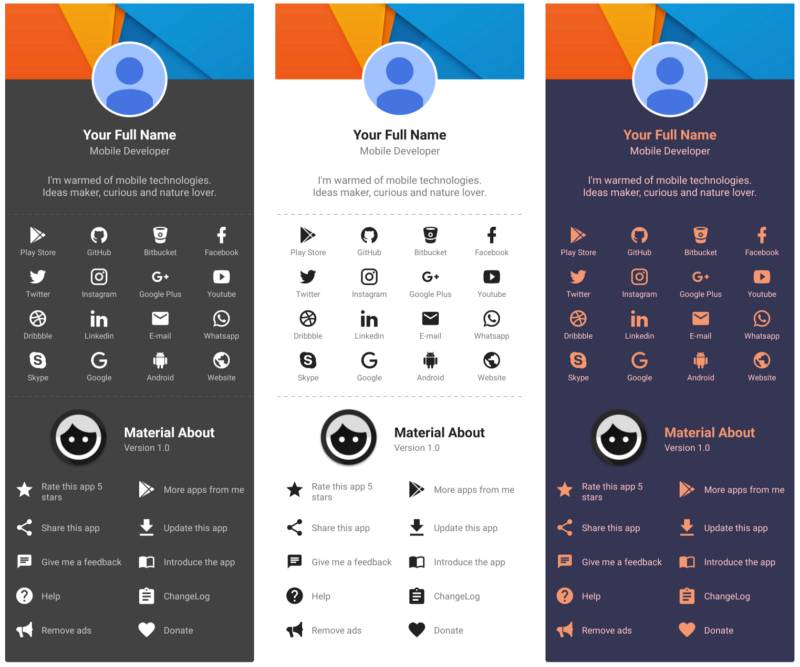 Your Full Name
Mobile Developer
I'm warmed of mobile technologies.
Ideas maker, curious and nature lover.
Play Store GitHub Bitbucket Facebook
Twitter Instagram Google Plus Youtube
Dribbble Linkedin E-mail Whatsapp
Skype Google Android Website
Material About
Version 1.0
Rate this app 5
stars
More apps from me
Share this app Update this app
Give me a feedback Introduce the app
Help ChangeLog
Remove ads Donate
Your Full Name
Mobile Developer
I'm warmed of mobile technologies.
Ideas maker, curious and nature lover.
Play Store GitHub Bitbucket Facebook
Twitter Instagram Google Plus Youtube
Dribbble Linkedin E-mail Whatsapp
Skype Google Android Website
Material About
Version 1.0
Rate this app 5
stars
More apps from me
Share this app Update this app
Give me a feedback Introduce the app
Help ChangeLog
Remove ads Donate
Your Full Name
Mobile Developer
I'm warmed of mobile technologies.
Ideas maker, curious and nature lover.
Play Store GitHub Bitbucket Facebook
Twitter Instagram Google Plus Youtube
Dribbble Linkedin E-mail Whatsapp
Skype Google Android Website
Material About
Version 1.0
Rate this app 5
stars
More apps from me
Share this app Update this app
Give me a feedback Introduce the app
Help ChangeLog
Remove ads Donate